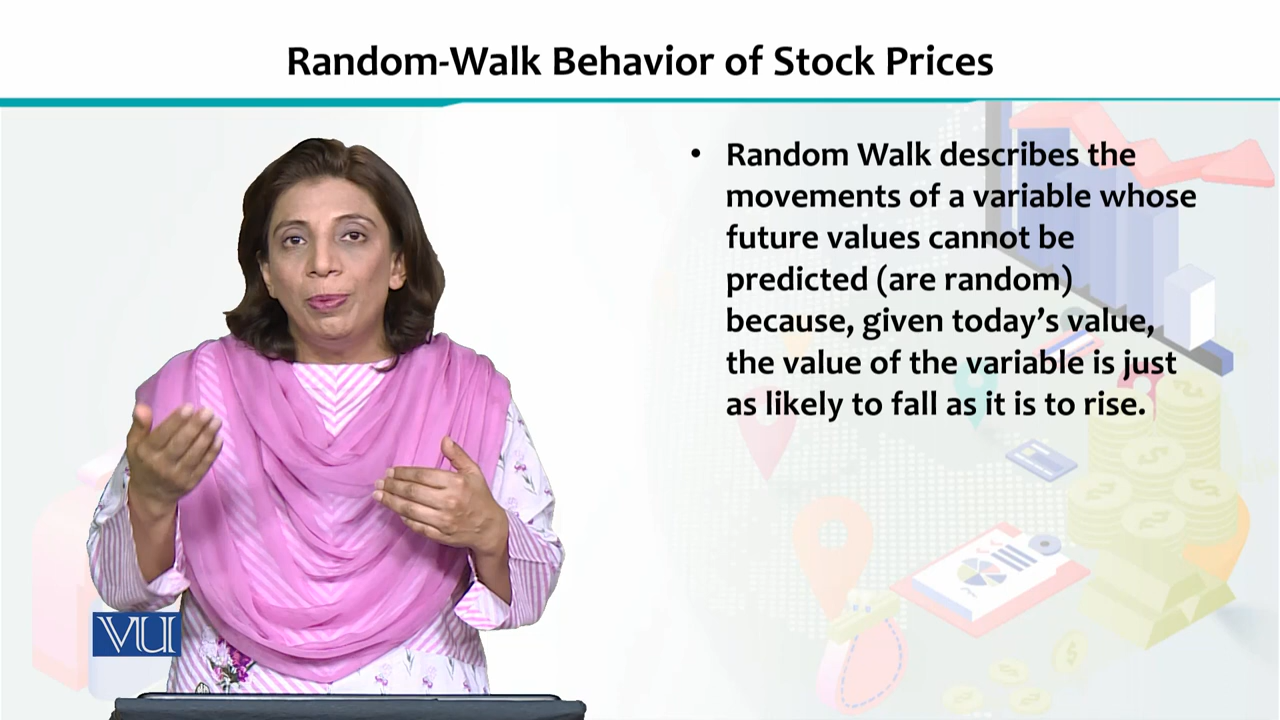 Random-Walk Behavior of Stock Prices
• Random Walk describes the
movements of a variable whose
future values cannot be
predicted (are random)
because, given today's value,
the value of the variable is just
as likely to fall as it is to rise.
VU